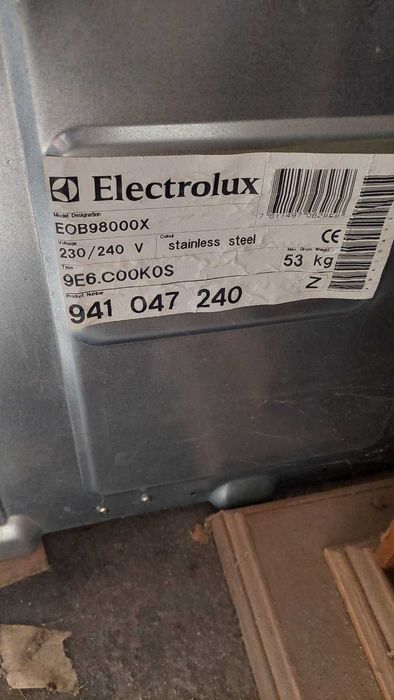 Electrolux
Model Designation
EOB98000X
Voltage
230/240 V
Colour
stainless steel
CE
Type
9E6.C00K0S
Max. Gross Weight
53 kg
Product Number
941 047 240
Z